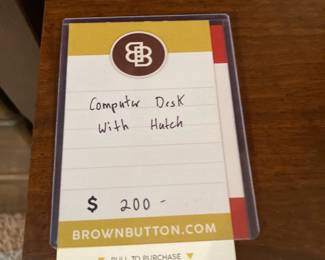 BB
Computer Desk
With Hutch
$ 200 -
BROWNBUTTON.COM
PULL TO PURCHASE